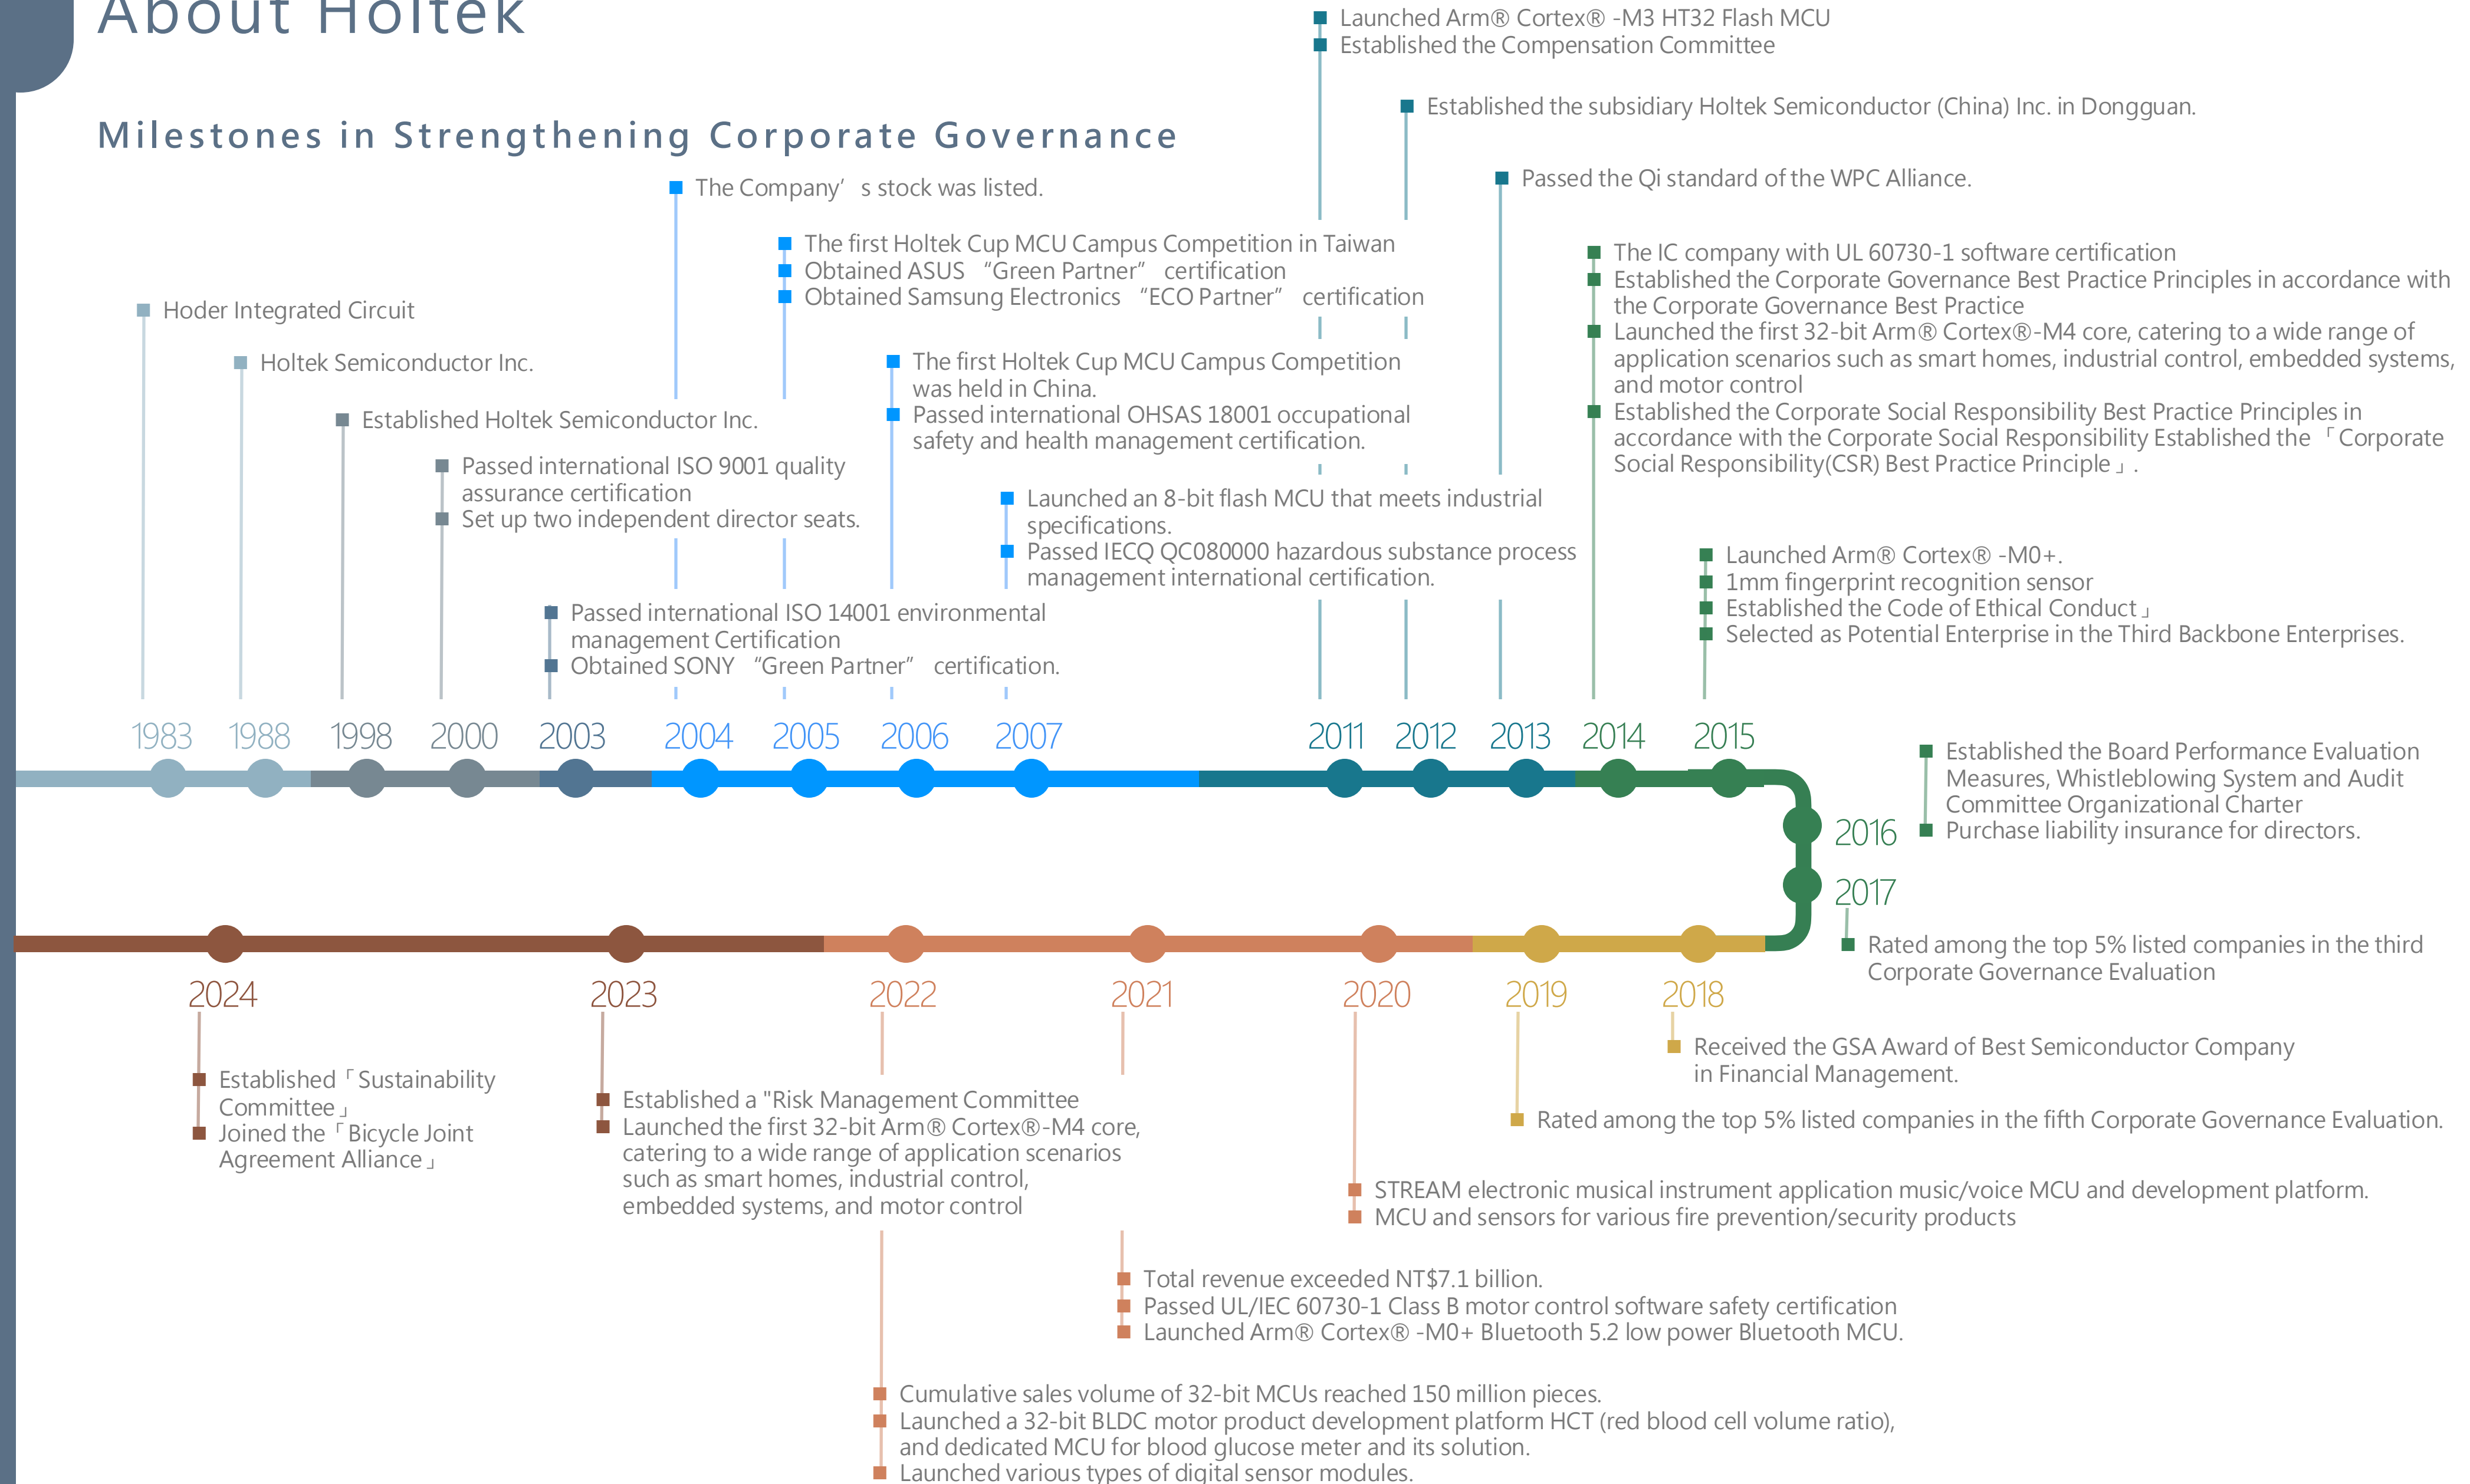 About Holtek
Milestones in Strengthening Corporate Governance
Launched Arm® Cortex® -M3 HT32 Flash MCU
Established the Compensation Committee
Established the subsidiary Holtek Semiconductor (China) Inc. in Dongguan.
Passed the Qi standard of the WPC Alliance.
The Company’ s stock was listed.
The first Holtek Cup MCU Campus Competition in Taiwan
Obtained ASUS “Green Partner” certification
Obtained Samsung Electronics “ECO Partner” certification
The IC company with UL 60730-1 software certification
Established the Corporate Governance Best Practice Principles in accordance with
the Corporate Governance Best Practice
Launched the first 32-bit Arm® Cortex®-M4 core, catering to a wide range of
application scenarios such as smart homes, industrial control, embedded systems,
and motor control
Established the Corporate Social Responsibility Best Practice Principles in
accordance with the Corporate Social Responsibility Established the「Corporate
Social Responsibility(CSR) Best Practice Principle」.
Hoder Integrated Circuit
Holtek Semiconductor Inc.
Established Holtek Semiconductor Inc.
The first Holtek Cup MCU Campus Competition
was held in China.
Passed international OHSAS 18001 occupational
safety and health management certification.
Passed international ISO 9001 quality
assurance certification
Set up two independent director seats.
Launched an 8-bit flash MCU that meets industrial
specifications.
Passed IECQ QC080000 hazardous substance process
management international certification.
Launched Arm® Cortex® -M0+.
1mm fingerprint recognition sensor
Established the Code of Ethical Conduct」
Selected as Potential Enterprise in the Third Backbone Enterprises.
Passed international ISO 14001 environmental
management Certification
Obtained SONY “Green Partner” certification.
1983 1988 1998 2000 2003 2004 2005 2006 2007 2011 2012 2013 2014 2015
Established the Board Performance Evaluation
Measures, Whistleblowing System and Audit
Committee Organizational Charter
Purchase liability insurance for directors.
2016
2017
Rated among the top 5% listed companies in the third
Corporate Governance Evaluation
2024 2023 2022 2021 2020 2019 2018
Received the GSA Award of Best Semiconductor Company
in Financial Management.
Established「Sustainability
Committee」
Joined the「Bicycle Joint
Agreement Alliance」
Established a "Risk Management Committee
Launched the first 32-bit Arm® Cortex®-M4 core,
catering to a wide range of application scenarios
such as smart homes, industrial control,
embedded systems, and motor control
Rated among the top 5% listed companies in the fifth Corporate Governance Evaluation.
STREAM electronic musical instrument application music/voice MCU and development platform.
MCU and sensors for various fire prevention/security products
Total revenue exceeded NT$7.1 billion.
Passed UL/IEC 60730-1 Class B motor control software safety certification
Launched Arm® Cortex® -M0+ Bluetooth 5.2 low power Bluetooth MCU.
Cumulative sales volume of 32-bit MCUs reached 150 million pieces.
Launched a 32-bit BLDC motor product development platform HCT (red blood cell volume ratio),
and dedicated MCU for blood glucose meter and its solution.
Launched various types of digital sensor modules.